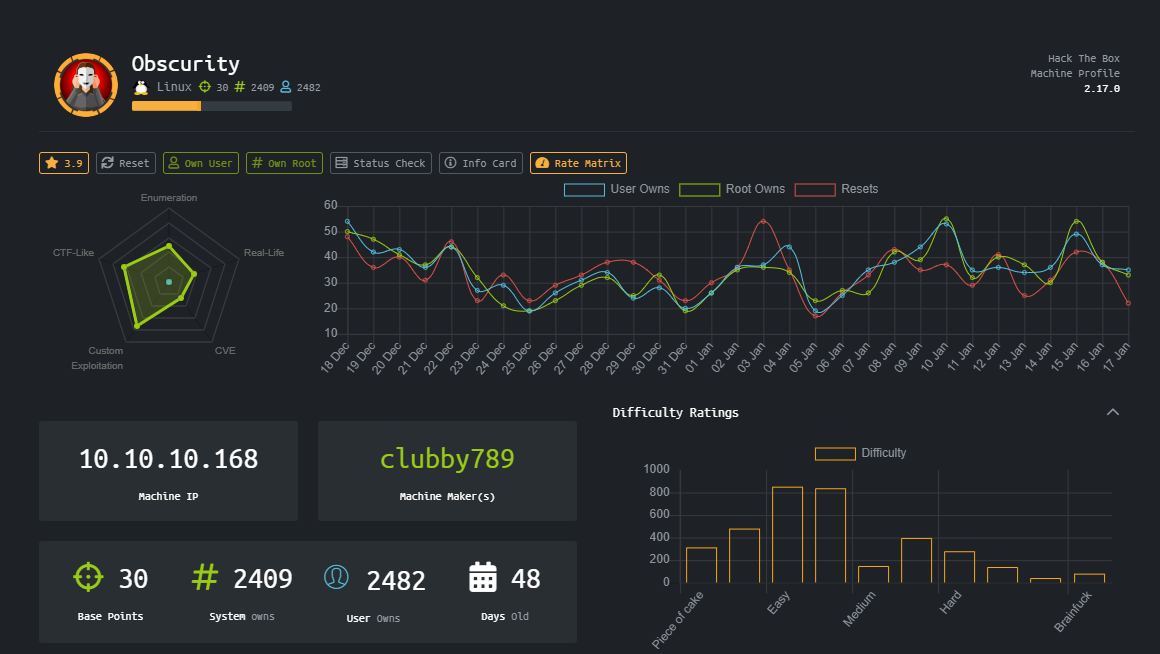 Obscurity
Linux 30 # 2409 2482
Hack The Box
Machine Profile
2.17.0
3.9 Reset Own User # Own Root Status Check Info Card Rate Matrix
Enumeration
CTF-Like
Real-Life
Custom
Exploitation
CVE
User Owns Root Owns Resets
60
50
40
30
20
10
18 Dec 19 Dec 20 Dec 21 Dec 22 Dec 23 Dec 24 Dec 25 Dec 26 Dec 27 Dec 28 Dec 29 Dec 30 Dec 31 Dec 01 Jan 02 Jan 03 Jan 04 Jan 05 Jan 06 Jan 07 Jan 08 Jan 09 Jan 10 Jan 11 Jan 12 Jan 13 Jan 14 Jan 15 Jan 16 Jan 17 Jan
10.10.10.168
Machine IP
clubby789
Machine Maker(s)
30
Base Points
# 2409
System owns
2482
User Owns
48
Days Old
Difficulty Ratings
Difficulty
1000
800
600
400
200
0
Piece of cake Easy Medium Hard Brainfuck